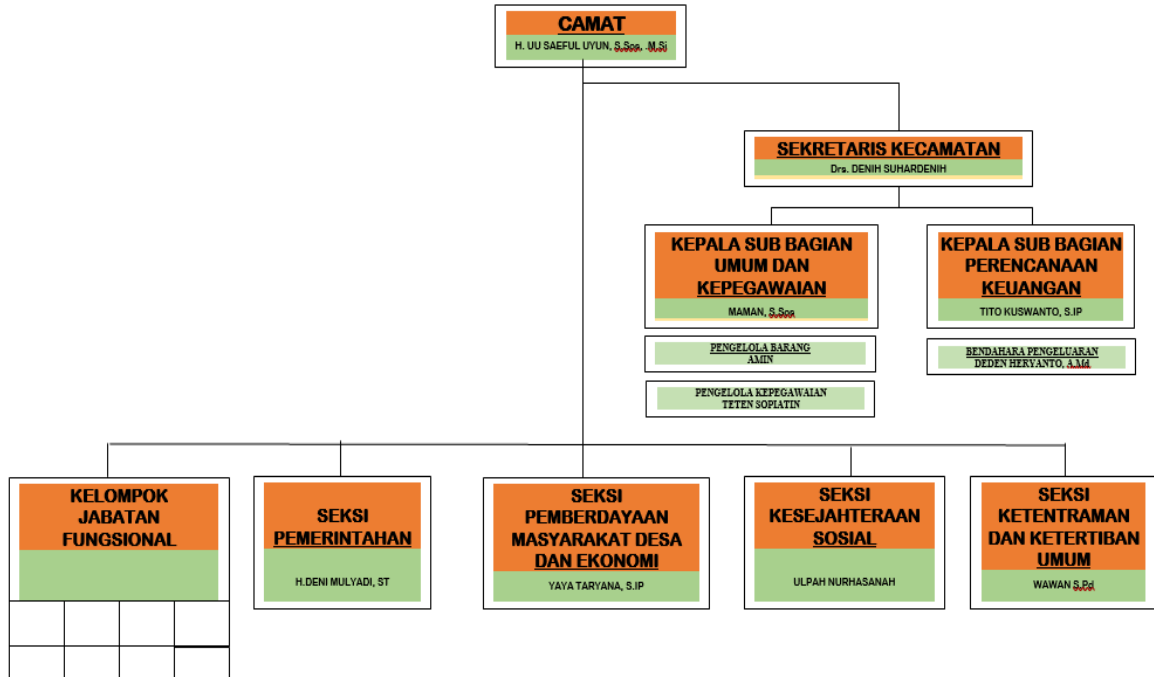 CAMAT
H. UU SAEFUL UYUN, S.Sos, .M.Si
SEKRETARIS KECAMATAN
Drs. DENIH SUHARDENIH
KEPALA SUB BAGIAN
UMUM DAN
KEPEGAWAIAN
MAMAN, S.Sos
PENGELOLA BARANG
AMIN
PENGELOLA KEPEGAWAIAN
TETEN SOPIATIN
KEPALA SUB BAGIAN
PERENCANAAN
KEUANGAN
TITO KUSWANTO, S.IP
BENDAHARA PENGELUARAN
DEDEN HERYANTO, A.Md
KELOMPOK
JABATAN
FUNGSIONAL
SEKSI
PEMERINTAHAN
H.DENI MULYADI, ST
SEKSI
PEMBERDAYAAN
MASYARAKAT DESA
DAN EKONOMI
YAYA TARYANA, S.IP
SEKSI
KESEJAHTERAAN
SOSIAL
ULPAH NURHASANAH
SEKSI
KETENTRAMAN
DAN KETERTIBAN
UMUM
WAWAN S.Pd